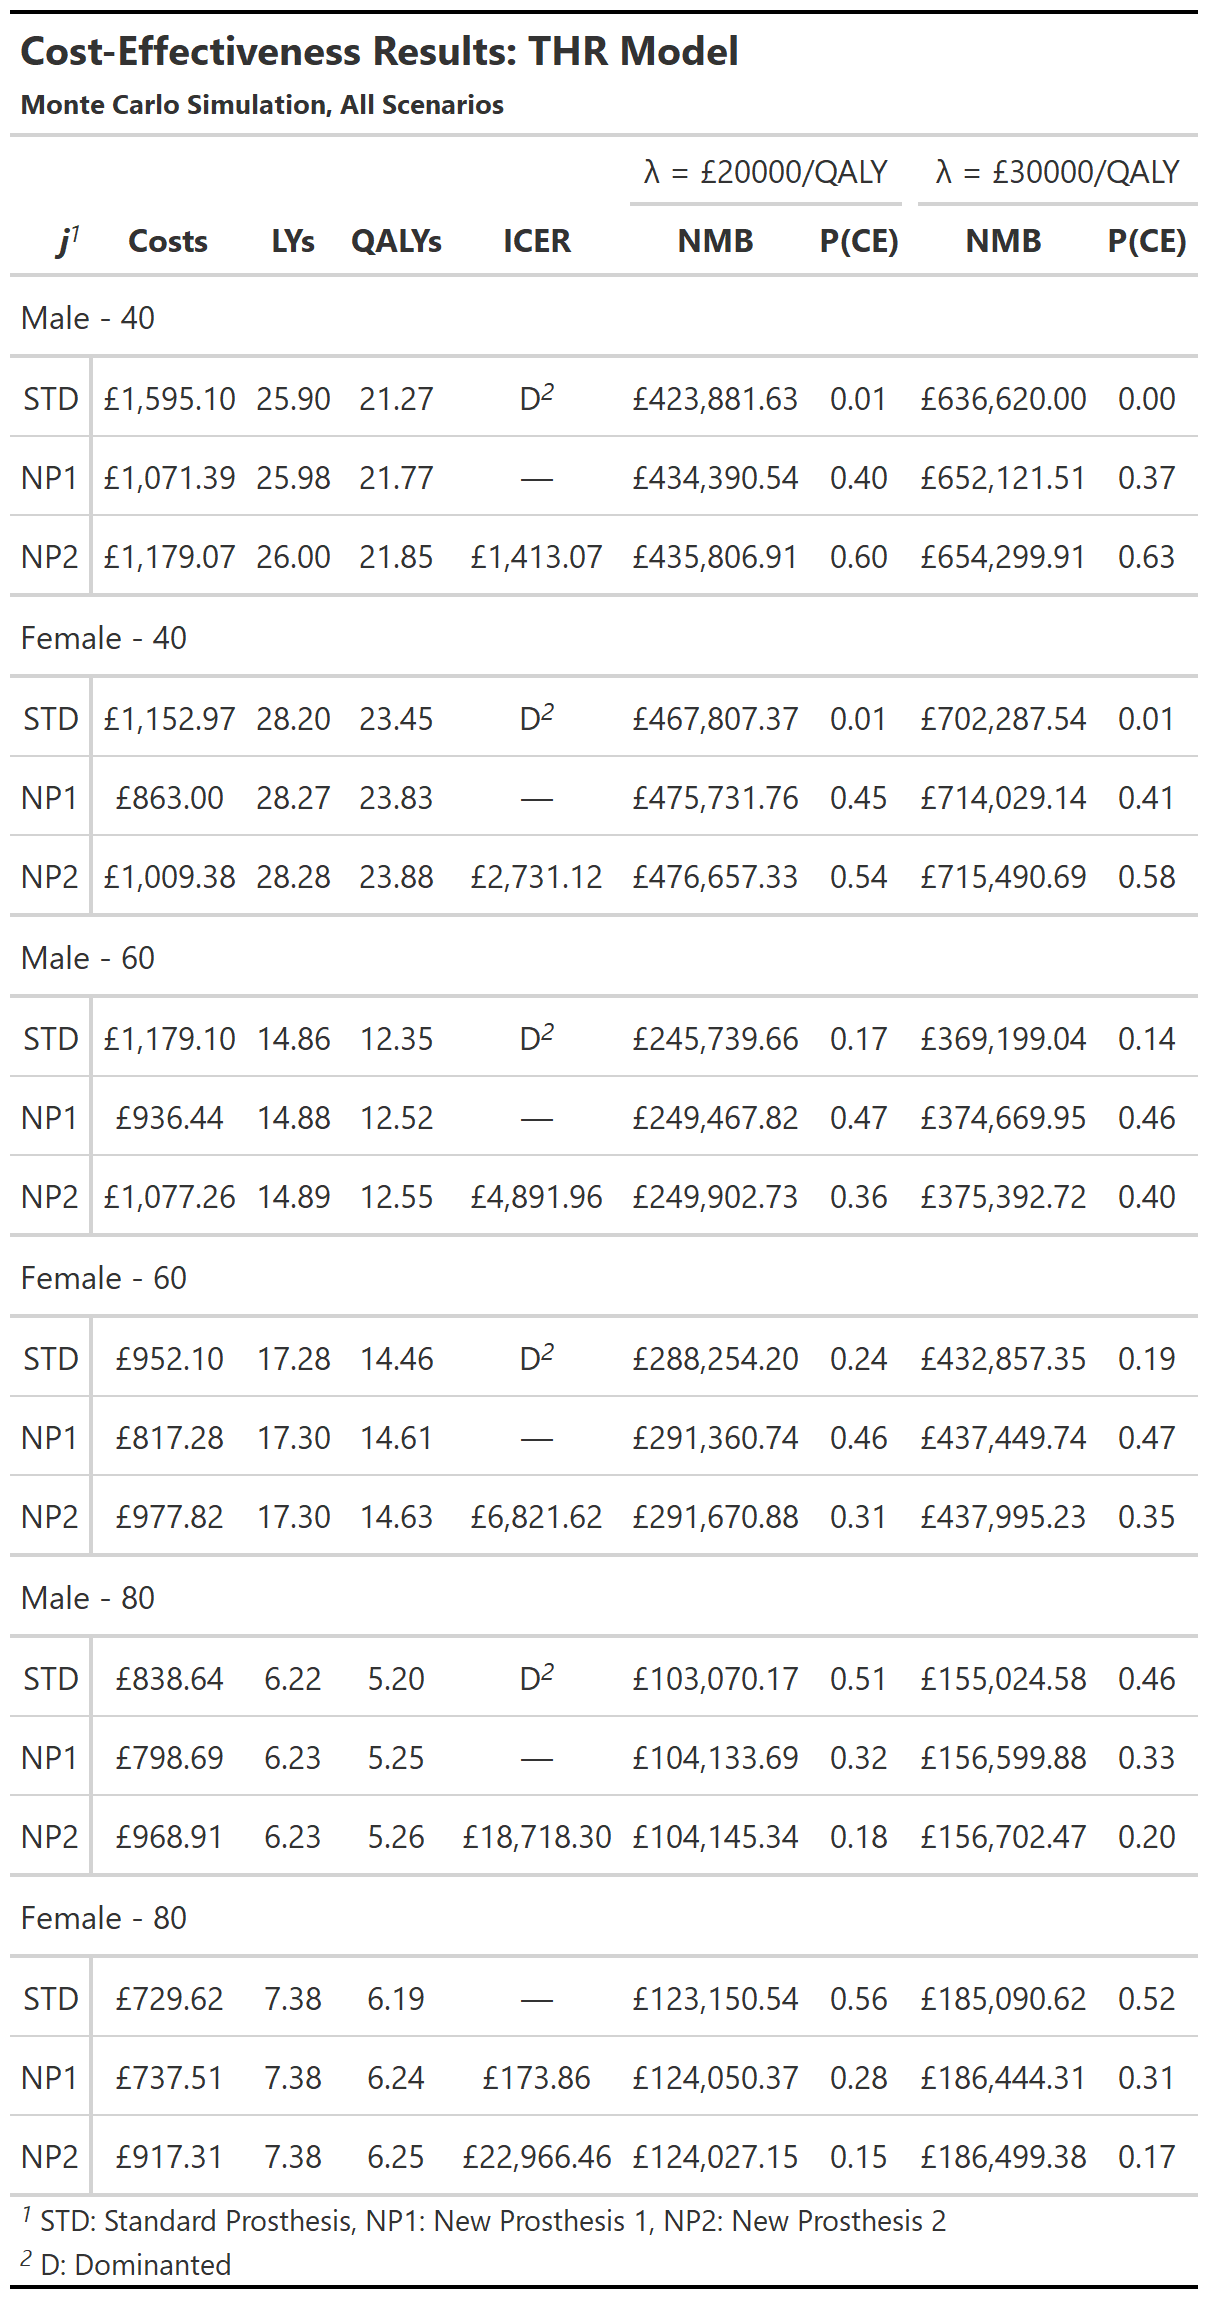 Cost-Effectiveness Results: THR Model
Monte Carlo Simulation, All Scenarios
λ = £20000/QALY λ = £30000/QALY
j1 Costs LYs QALYs ICER NMB P(CE) NMB P(CE)
Male - 40
STD £1,595.10 25.90 21.27 D2 £423,881.63 0.01 £636,620.00 0.00
NP1 £1,071.39 25.98 21.77 — £434,390.54 0.40 £652,121.51 0.37
NP2 £1,179.07 26.00 21.85 £1,413.07 £435,806.91 0.60 £654,299.91 0.63
Female - 40
STD £1,152.97 28.20 23.45 D2 £467,807.37 0.01 £702,287.54 0.01
NP1 £863.00 28.27 23.83 — £475,731.76 0.45 £714,029.14 0.41
NP2 £1,009.38 28.28 23.88 £2,731.12 £476,657.33 0.54 £715,490.69 0.58
Male - 60
STD £1,179.10 14.86 12.35 D2 £245,739.66 0.17 £369,199.04 0.14
NP1 £936.44 14.88 12.52 — £249,467.82 0.47 £374,669.95 0.46
NP2 £1,077.26 14.89 12.55 £4,891.96 £249,902.73 0.36 £375,392.72 0.40
Female - 60
STD £952.10 17.28 14.46 D2 £288,254.20 0.24 £432,857.35 0.19
NP1 £817.28 17.30 14.61 — £291,360.74 0.46 £437,449.74 0.47
NP2 £977.82 17.30 14.63 £6,821.62 £291,670.88 0.31 £437,995.23 0.35
Male - 80
STD £838.64 6.22 5.20 D2 £103,070.17 0.51 £155,024.58 0.46
NP1 £798.69 6.23 5.25 — £104,133.69 0.32 £156,599.88 0.33
NP2 £968.91 6.23 5.26 £18,718.30 £104,145.34 0.18 £156,702.47 0.20
Female - 80
STD £729.62 7.38 6.19 — £123,150.54 0.56 £185,090.62 0.52
NP1 £737.51 7.38 6.24 £173.86 £124,050.37 0.28 £186,444.31 0.31
NP2 £917.31 7.38 6.25 £22,966.46 £124,027.15 0.15 £186,499.38 0.17
1 STD: Standard Prosthesis, NP1: New Prosthesis 1, NP2: New Prosthesis 2
2 D: Dominanted